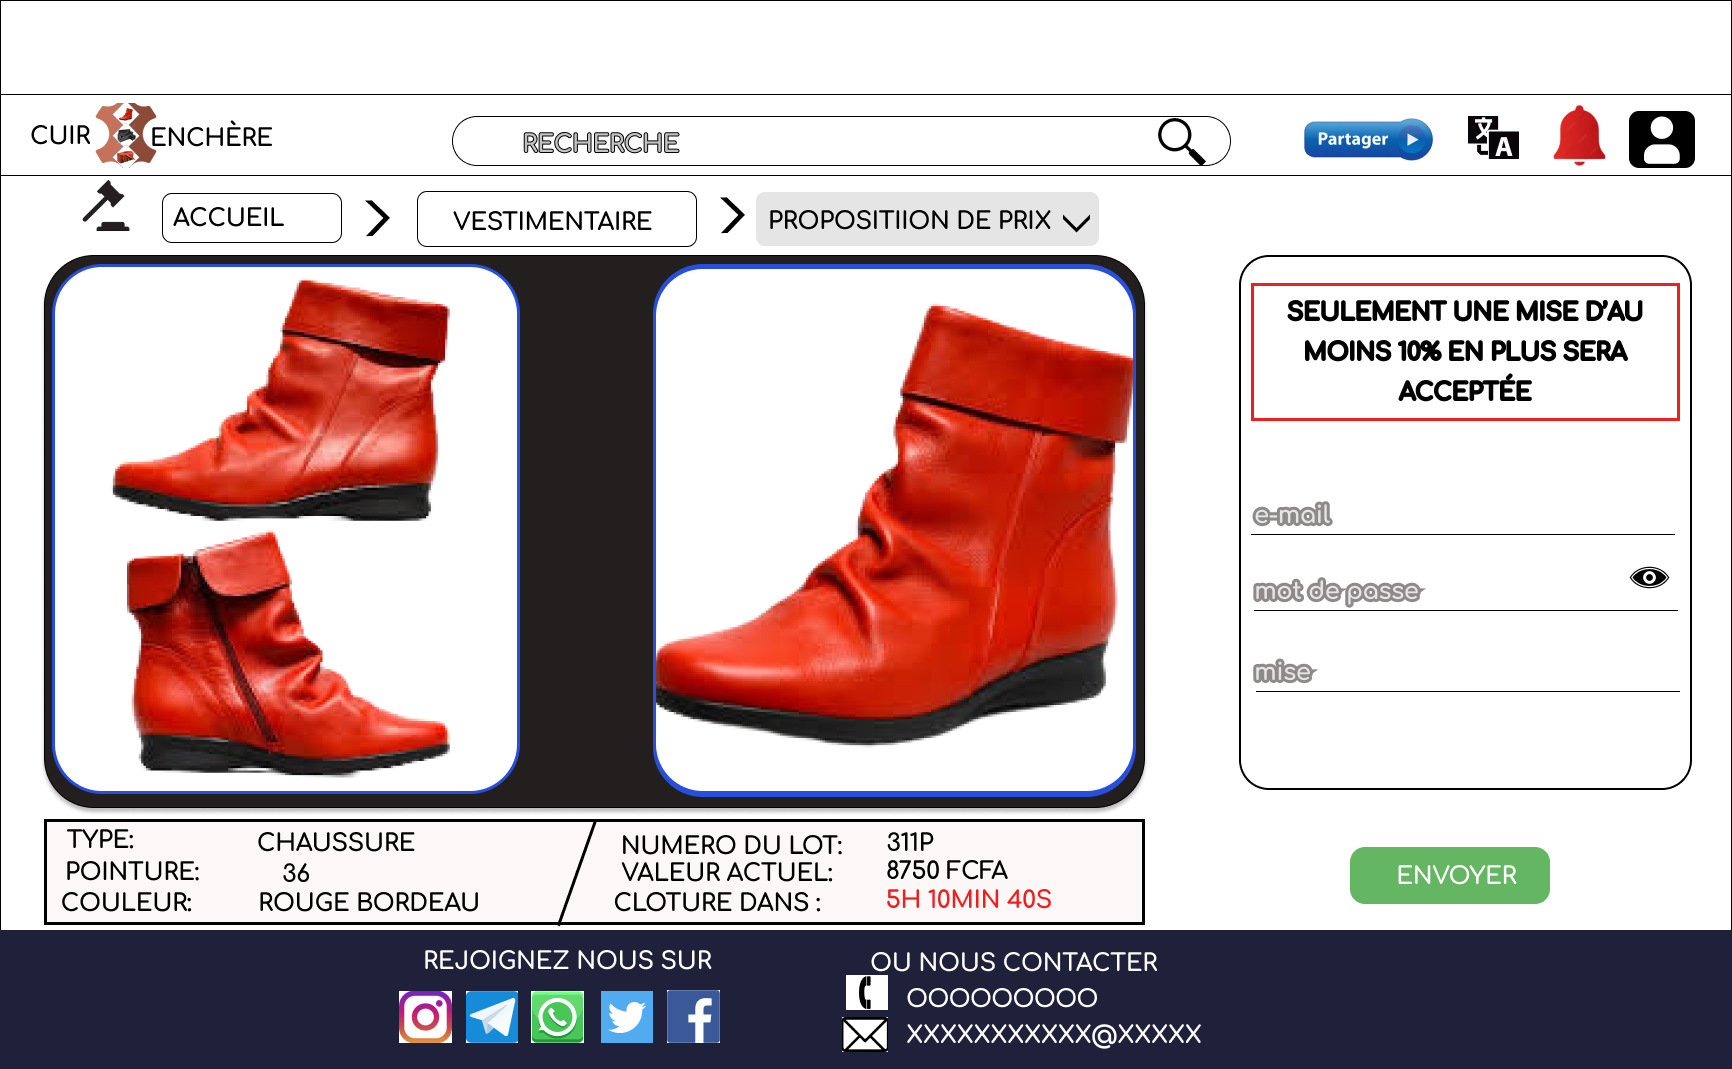 CUIR ENCHÈRE
RECHERCHE
Partager
文 A
ACCUEIL
VESTIMENTAIRE
PROPOSITIION DE PRIX
SEULEMENT UNE MISE D'AU
MOINS 10% EN PLUS SERA
ACCEPTÉE
e-mail
mot de passe
mise
TYPE: CHAUSSURE
POINTURE: 36
COULEUR: ROUGE BORDEAU
NUMERO DU LOT: 311P
VALEUR ACTUEL: 8750 FCFA
CLOTURE DANS : 5H 10MIN 40S
ENVOYER
REJOIGNEZ NOUS SUR
OU NOUS CONTACTER
OOOOOOOOO
XXXXXXXXXXX@XXXXX